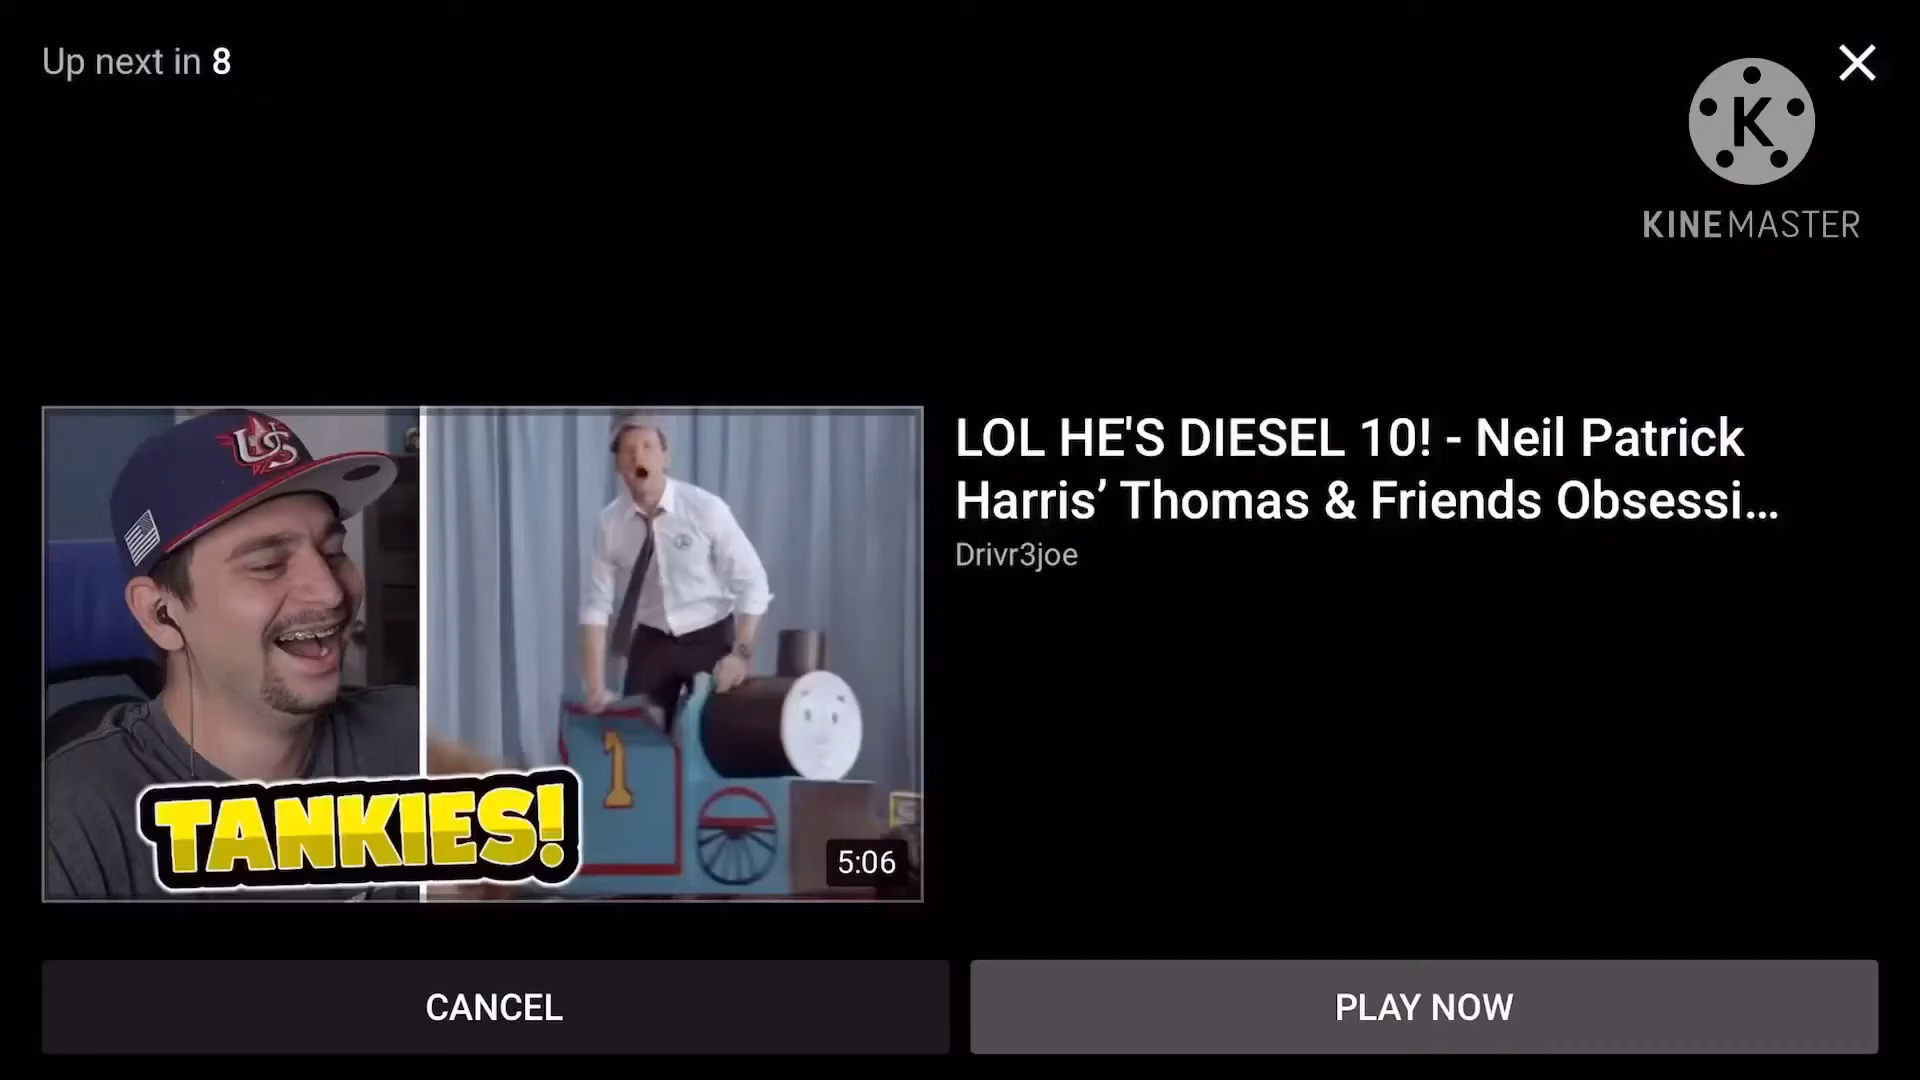 Up next in 8
K
KINEMASTER
US
LOL HE'S DIESEL 10! - Neil Patrick
Harris’ Thomas & Friends Obsessi...
Drivr3joe
1
TANKIES!
5:06
CANCEL
PLAY NOW